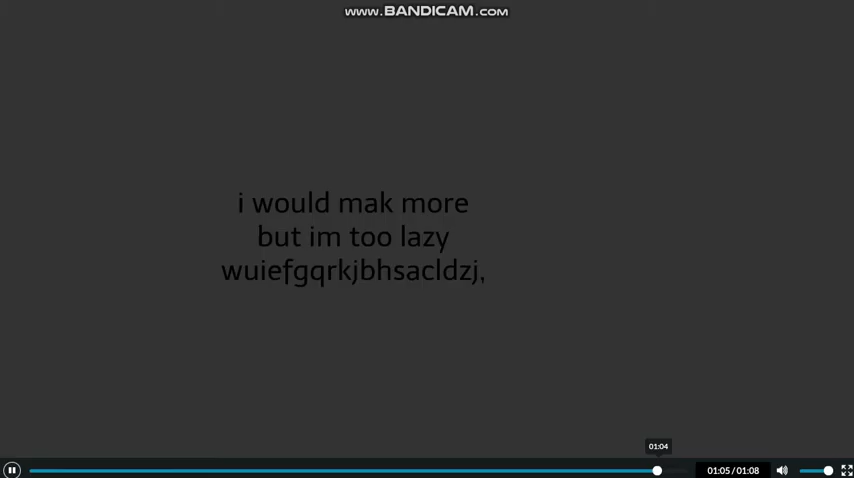 www.BANDICAM.com
i would mak more
but im too lazy
wuiefgqrkjbhsacldzj,
01:04
01:05 / 01:08